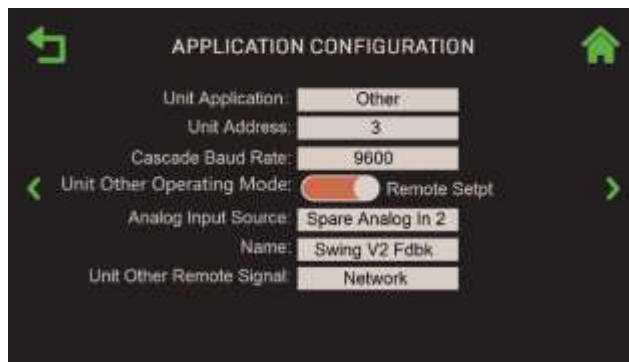 APPLICATION CONFIGURATION
Unit Application: Other
Unit Address: 3
Cascade Baud Rate: 9600
Unit Other Operating Mode: Remote Setpt
Analog Input Source: Spare Analog In 2
Name: Swing V2 Fdbk
Unit Other Remote Signal: Network